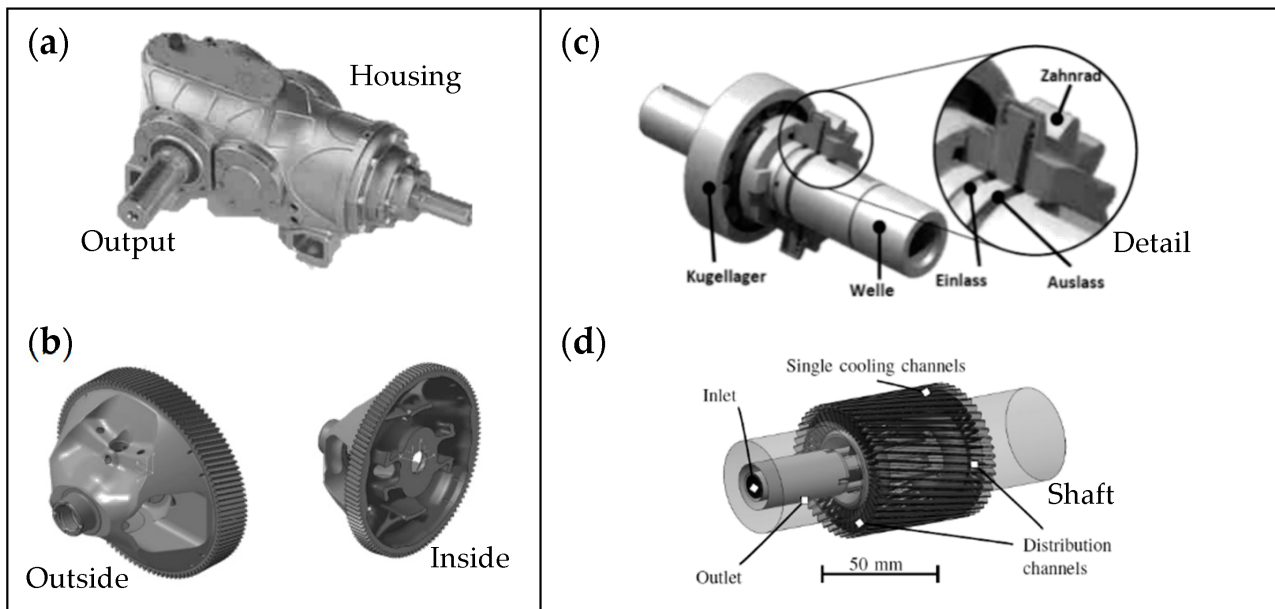 (a)
Housing
Output
(b)
Outside
Inside
(c)
Zahnrad
Detail
Kugellager
Welle
Einlass
Auslass
(d)
Single cooling channels
Inlet
Shaft
Outlet
50 mm
Distribution
channels